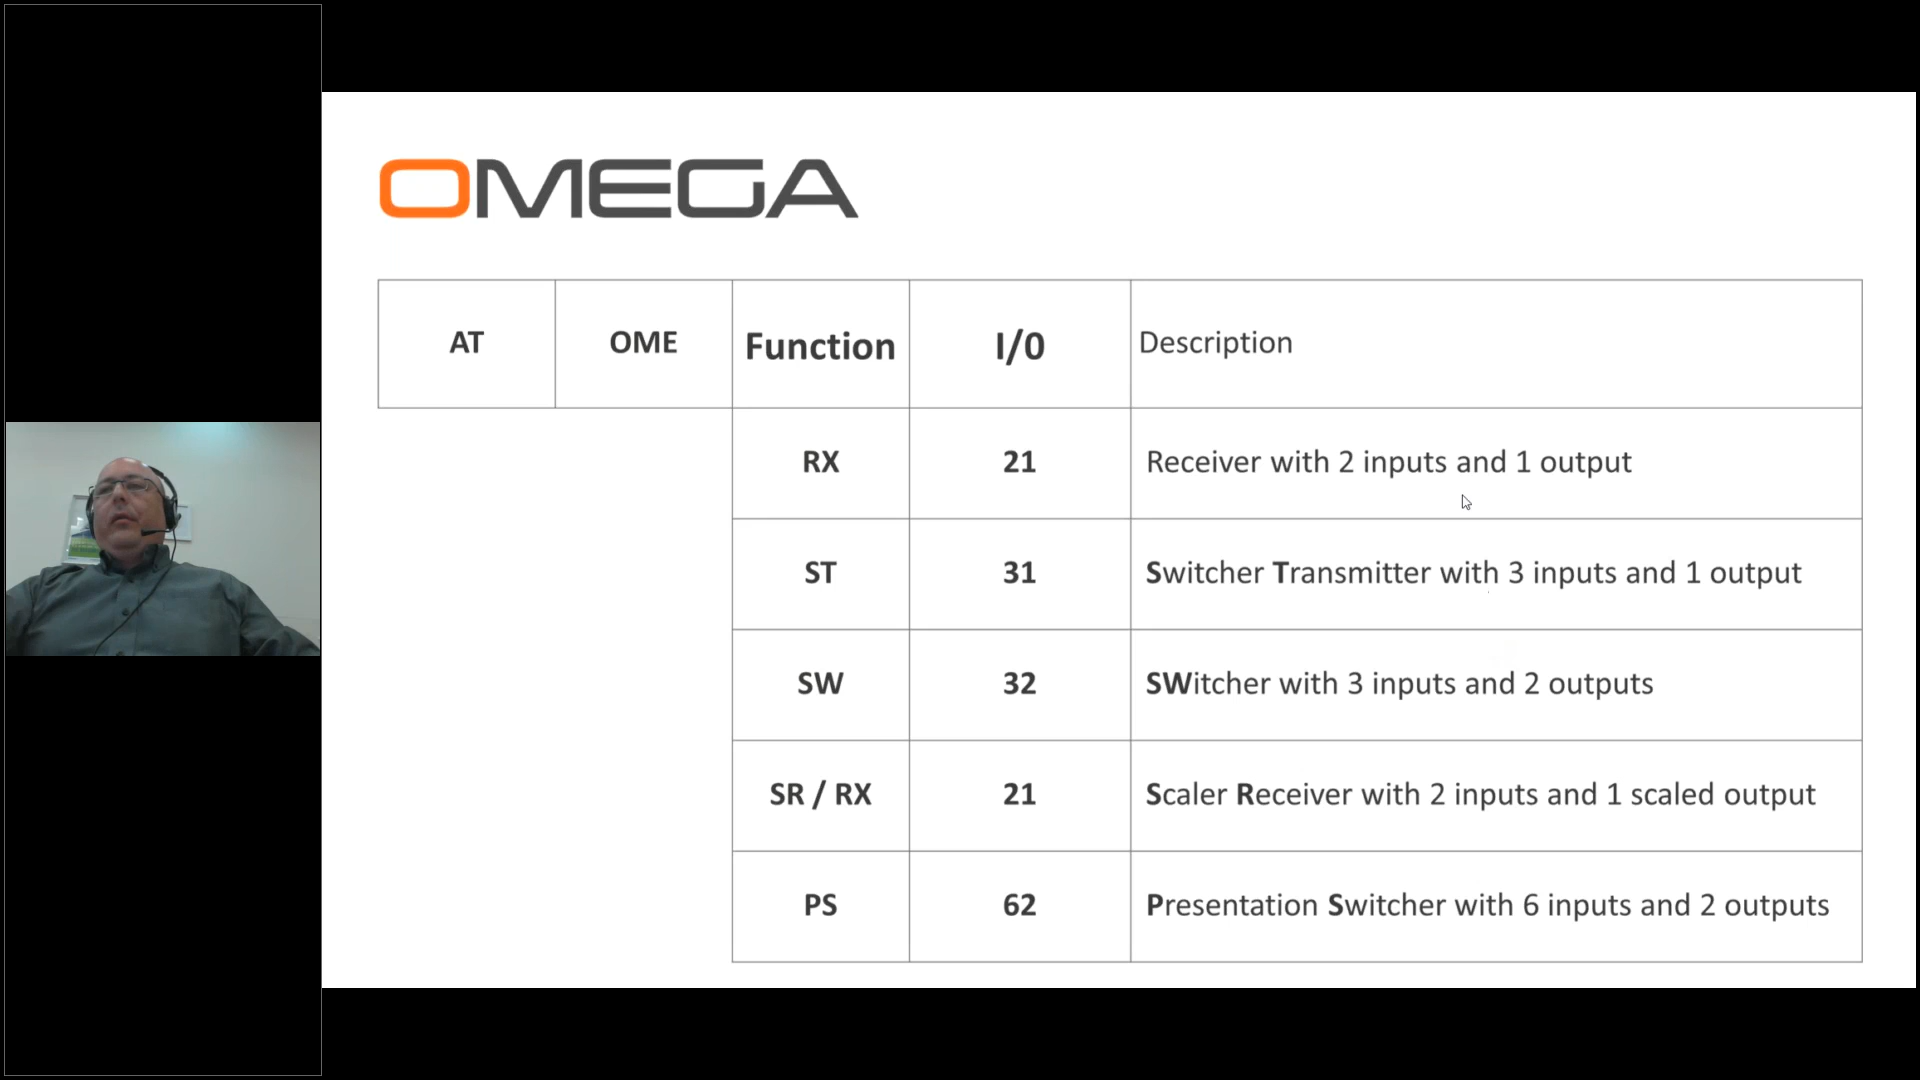 OMEGA
AT OME Function I/0 Description
RX 21 Receiver with 2 inputs and 1 output
ST 31 Switcher Transmitter with 3 inputs and 1 output
SW 32 SWitcher with 3 inputs and 2 outputs
SR / RX 21 Scaler Receiver with 2 inputs and 1 scaled output
PS 62 Presentation Switcher with 6 inputs and 2 outputs